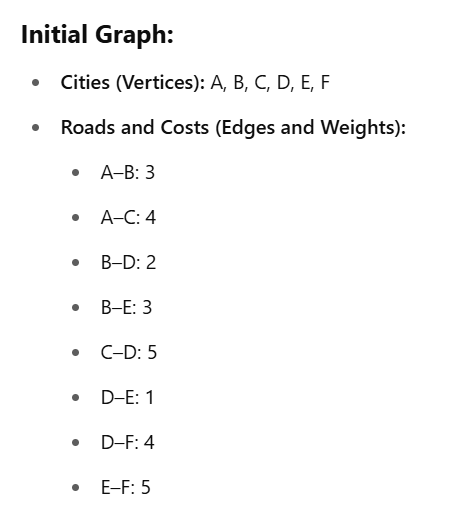 Initial Graph:
Cities (Vertices): A, B, C, D, E, F
Roads and Costs (Edges and Weights):
A–B: 3
A–C: 4
B–D: 2
B–E: 3
C–D: 5
D–E: 1
D–F: 4
E–F: 5